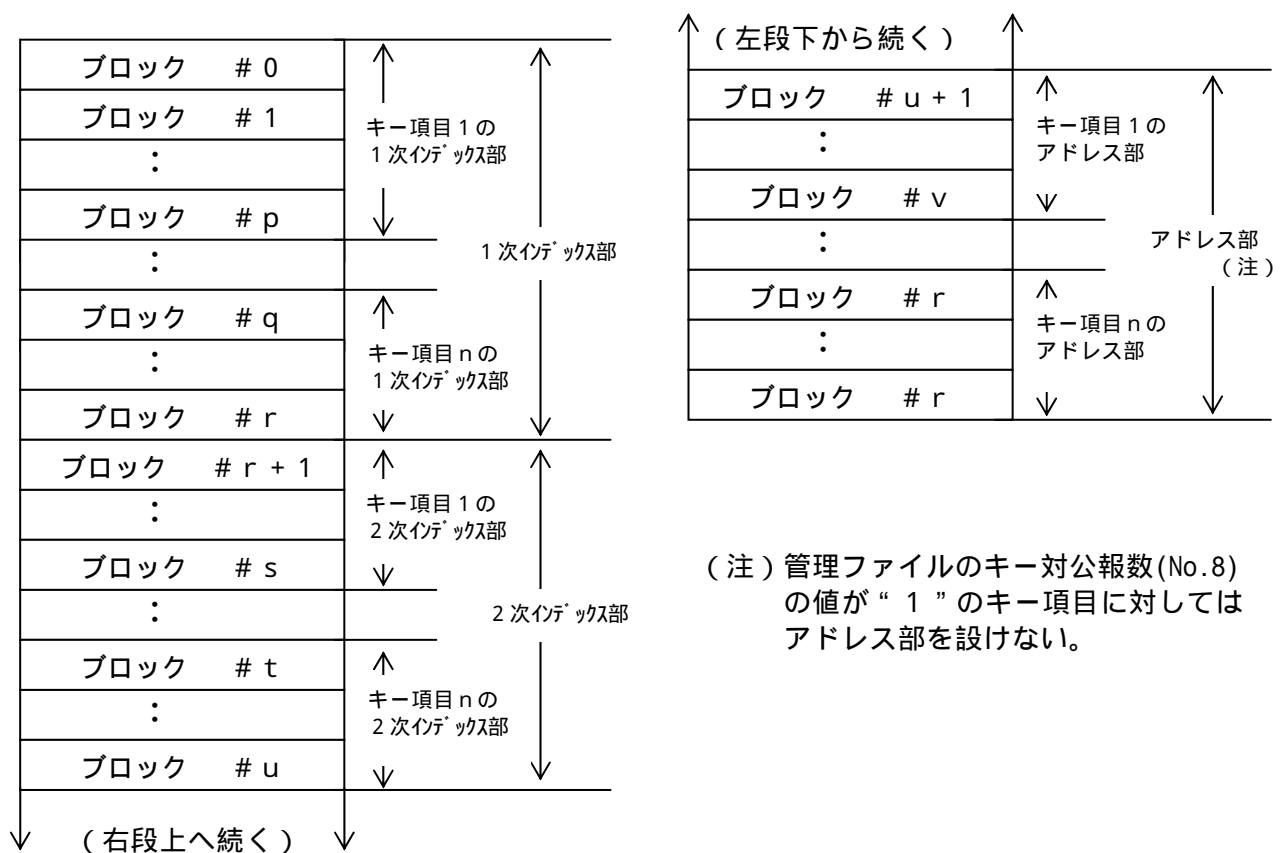 ブロック　＃０
ブロック　＃１
：
ブロック　＃ｐ
：
ブロック　＃ｑ
：
ブロック　＃ｒ
ブロック　＃ｒ＋１
：
ブロック　＃ｓ
：
ブロック　＃ｔ
：
ブロック　＃ｕ
（右段上へ続く）
キー項目１の
１次ｲﾝﾃﾞｯｸｽ部
キー項目ｎの
１次ｲﾝﾃﾞｯｸｽ部
キー項目１の
２次ｲﾝﾃﾞｯｸｽ部
キー項目ｎの
２次ｲﾝﾃﾞｯｸｽ部
１次ｲﾝﾃﾞｯｸｽ部
２次ｲﾝﾃﾞｯｸｽ部
（左段下から続く）
ブロック　＃ｕ＋１
：
ブロック　＃ｖ
：
ブロック　＃ｒ
：
ブロック　＃ｒ
キー項目１の
アドレス部
キー項目ｎの
アドレス部
アドレス部
（注）
（注）管理ファイルのキー対公報数(No.8)
の値が“１”のキー項目に対しては
アドレス部を設けない。